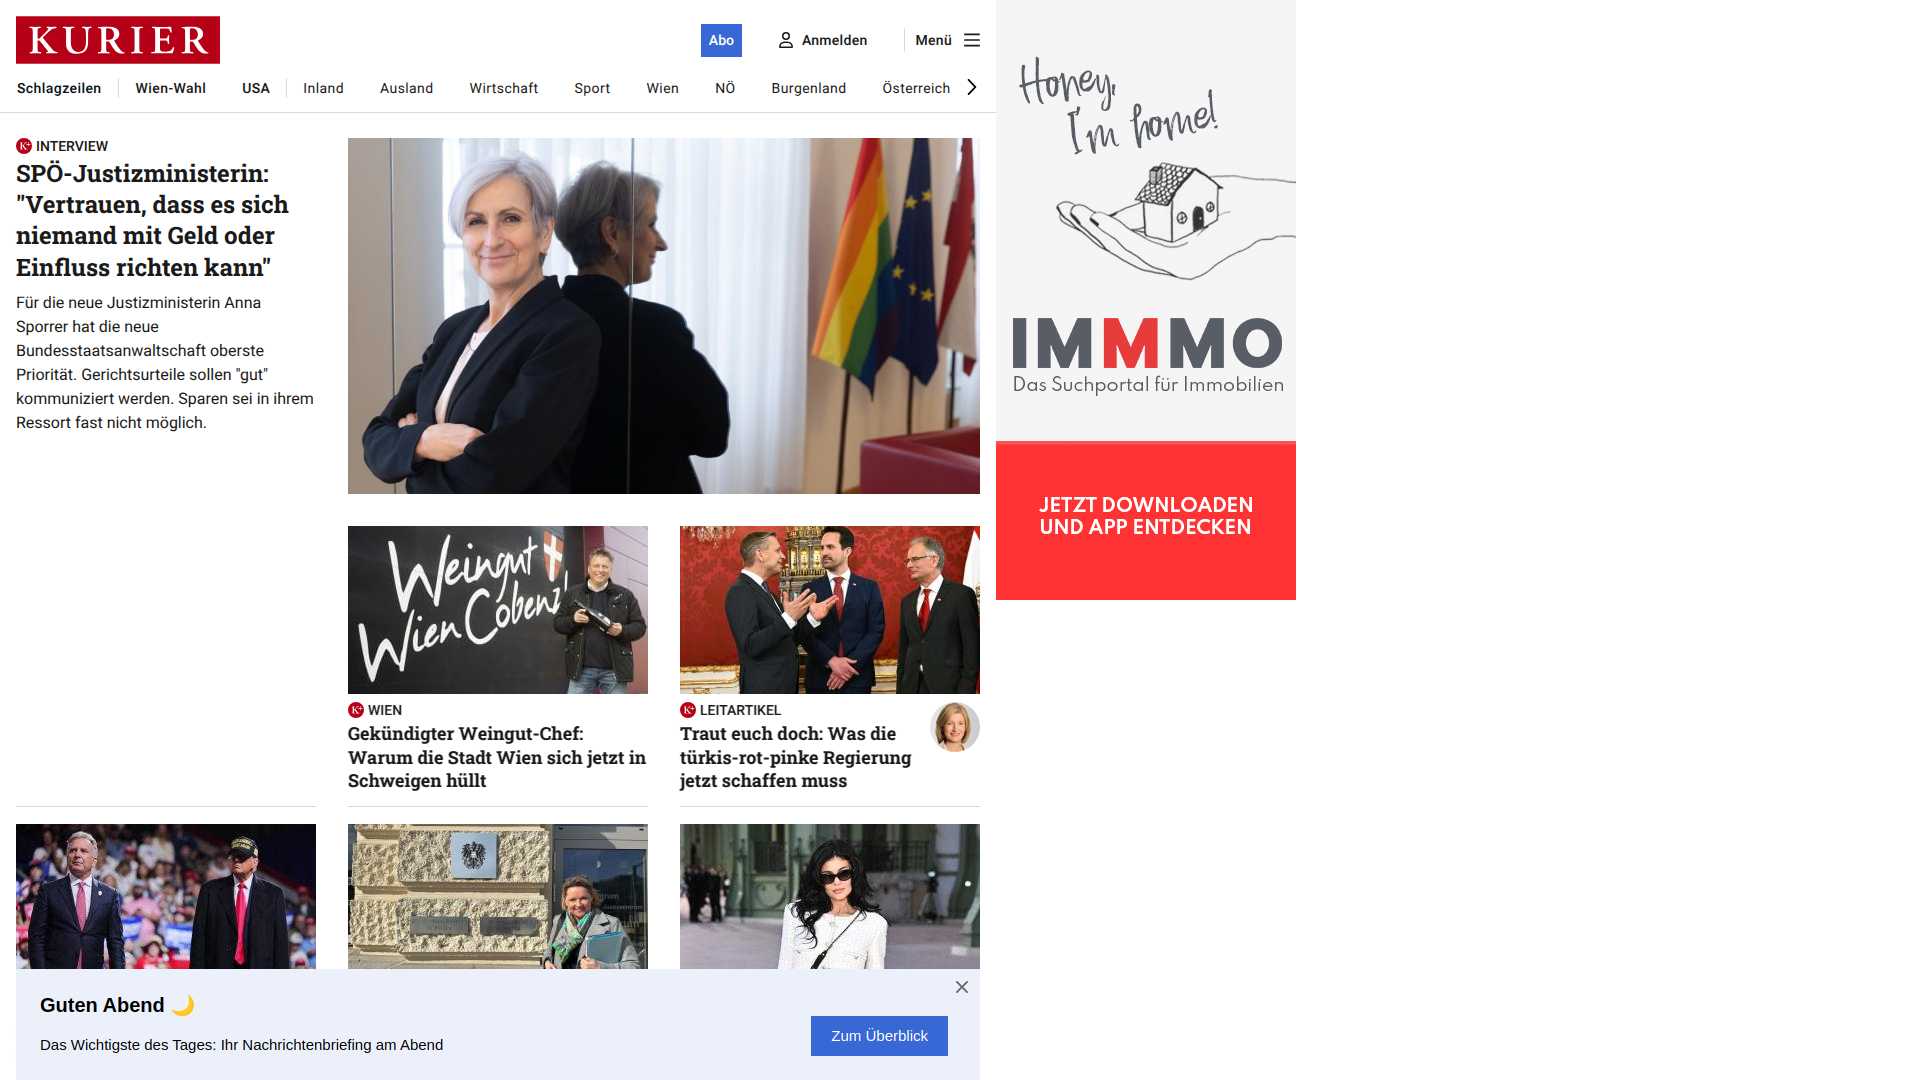 KURIER
Abo
Anmelden
Menü
Schlagzeilen
Wien-Wahl
USA
Inland
Ausland
Wirtschaft
Sport
Wien
NÖ
Burgenland
Österreich
K+ INTERVIEW
SPÖ-Justizministerin:
"Vertrauen, dass es sich
niemand mit Geld oder
Einfluss richten kann"
Für die neue Justizministerin Anna
Sporrer hat die neue
Bundesstaatsanwaltschaft oberste
Priorität. Gerichtsurteile sollen "gut"
kommuniziert werden. Sparen sei in ihrem
Ressort fast nicht möglich.
Weingut
Wien Cobenzl
K+ WIEN
Gekündigter Weingut-Chef:
Warum die Stadt Wien sich jetzt in
Schweigen hüllt
K+ LEITARTIKEL
Traut euch doch: Was die
türkis-rot-pinke Regierung
jetzt schaffen muss
Guten Abend 🌙
Das Wichtigste des Tages: Ihr Nachrichtenbriefing am Abend
Zum Überblick
Honey,
I'm home!
IMMMO
Das Suchportal für Immobilien
JETZT DOWNLOADEN
UND APP ENTDECKEN